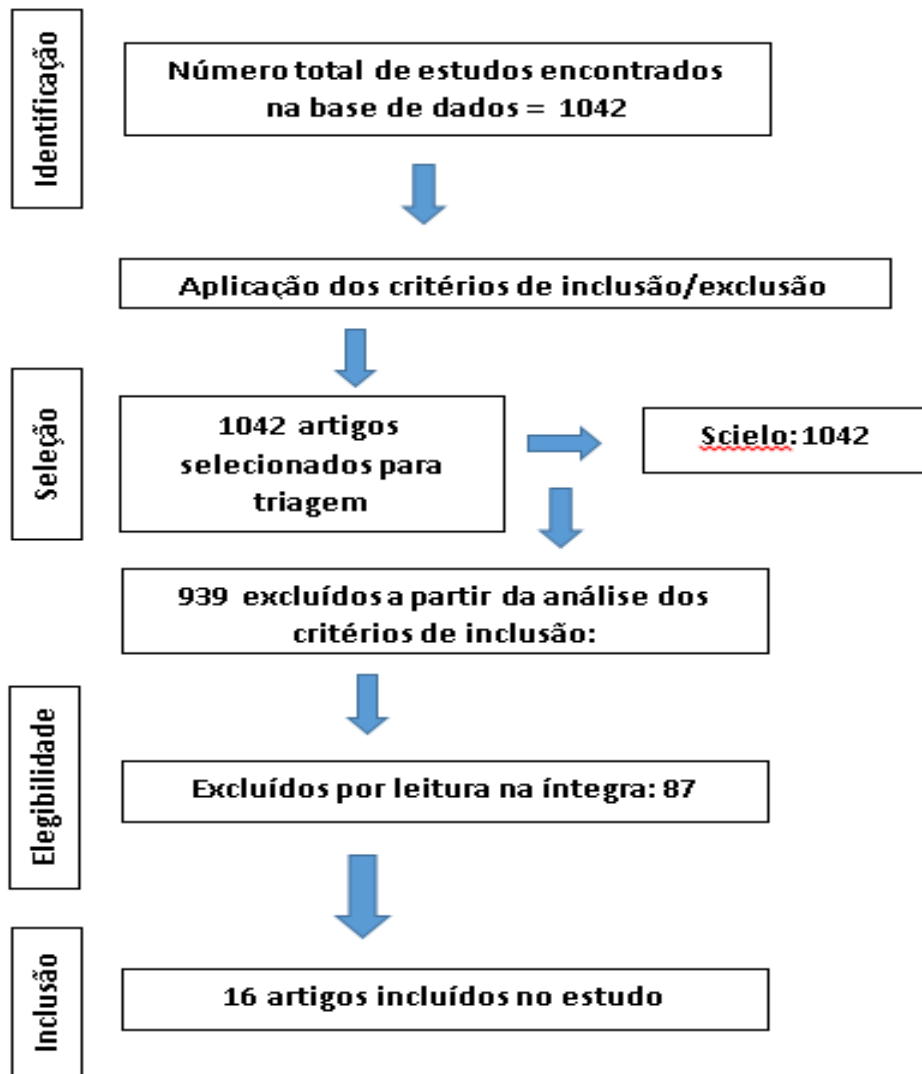 Identificação
Número total de estudos encontrados
na base de dados = 1042
Aplicação dos critérios de inclusão/exclusão
Seleção
1042 artigos
selecionados para
triagem
Scielo: 1042
939 excluídos a partir da análise dos
critérios de inclusão:
Elegibilidade
Excluídos por leitura na íntegra: 87
Inclusão
16 artigos incluídos no estudo